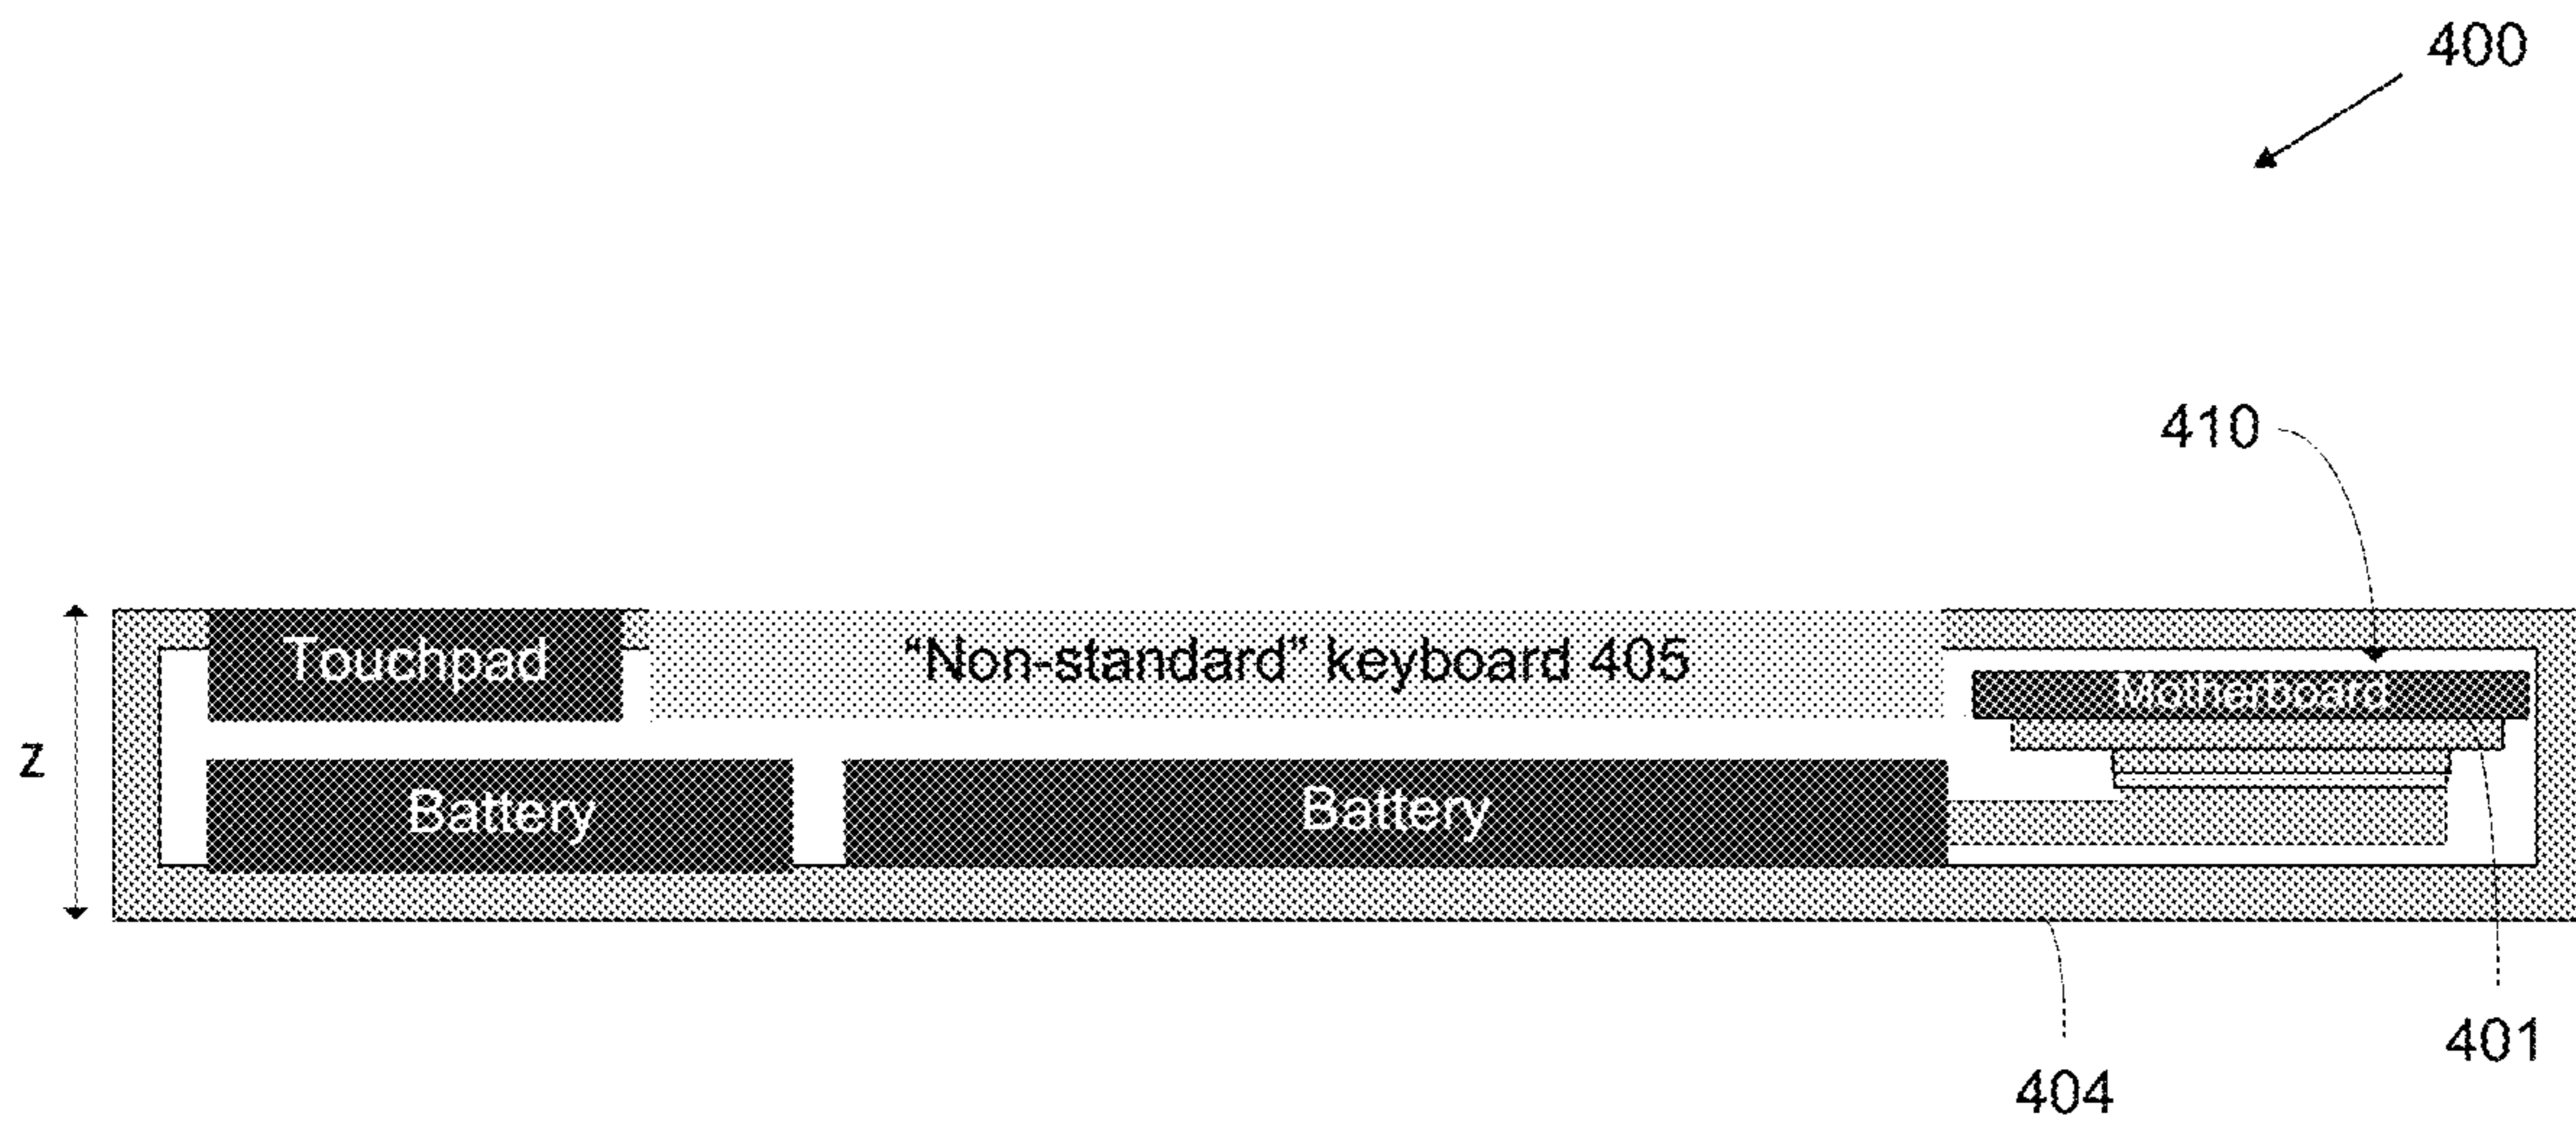 400
410
Touchpad
“Non-standard” keyboard 405
Motherboard
z
Battery
Battery
401
404